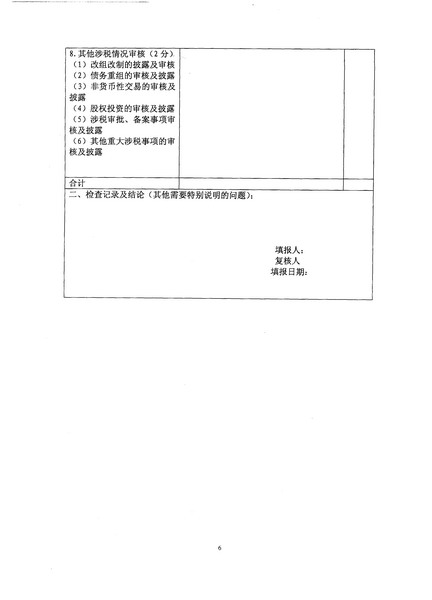 8.其他涉税情况审核（2分）
（1）改组改制的披露及审核
（2）债务重组的审核及披露
（3）非货币性交易的审核及
披露
（4）股权投资的审核及披露
（5）涉税审批、备案事项审
核及披露
（6）其他重大涉税事项的审
核及披露
合计
二、检查记录及结论（其他需要特别说明的问题）：
填报人：
复核人
填报日期：
6